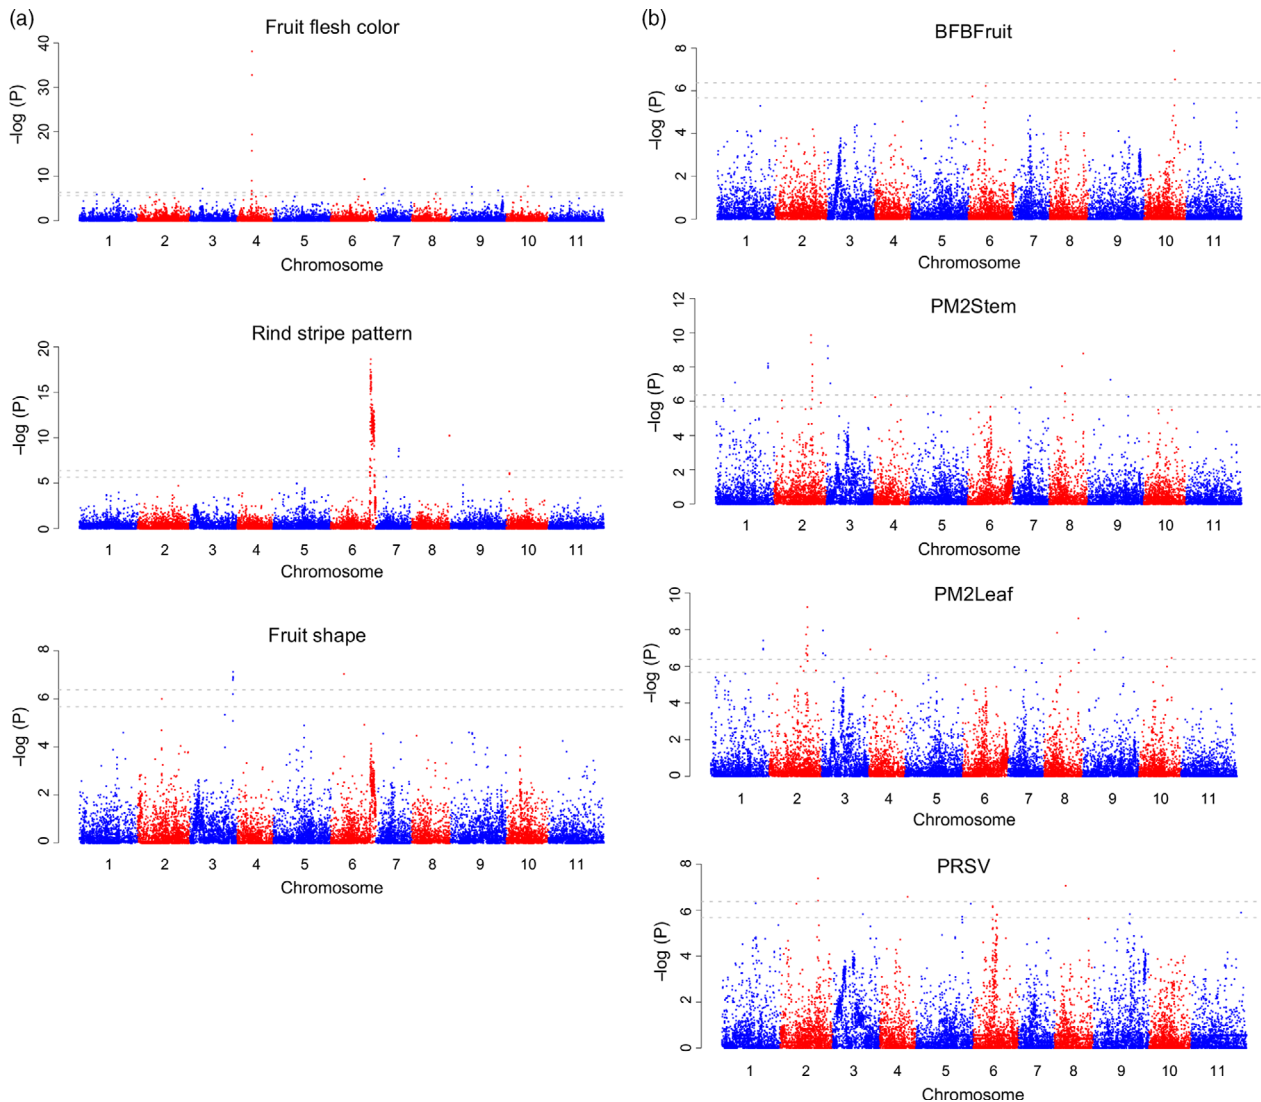 (a)
Fruit flesh color
40
30
20
10
0
−log (P)
1 2 3 4 5 6 7 8 9 10 11
Chromosome
Rind stripe pattern
20
15
10
5
0
−log (P)
1 2 3 4 5 6 7 8 9 10 11
Chromosome
Fruit shape
8
6
4
2
0
−log (P)
1 2 3 4 5 6 7 8 9 10 11
Chromosome
(b)
BFBFruit
8
6
4
2
0
−log (P)
1 2 3 4 5 6 7 8 9 10 11
Chromosome
PM2Stem
12
10
8
6
4
2
0
−log (P)
1 2 3 4 5 6 7 8 9 10 11
Chromosome
PM2Leaf
10
8
6
4
2
0
−log (P)
1 2 3 4 5 6 7 8 9 10 11
Chromosome
PRSV
8
6
4
2
0
−log (P)
1 2 3 4 5 6 7 8 9 10 11
Chromosome